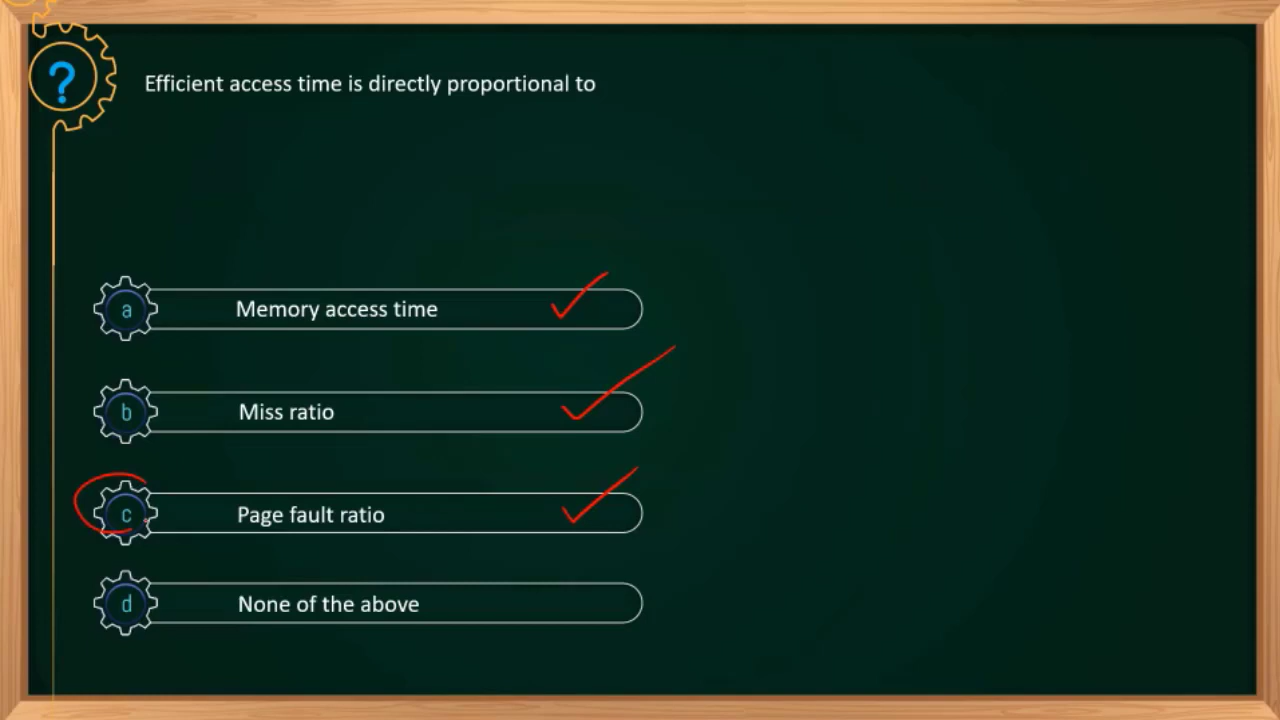 ?
Efficient access time is directly proportional to
a Memory access time
b Miss ratio
c Page fault ratio
d None of the above